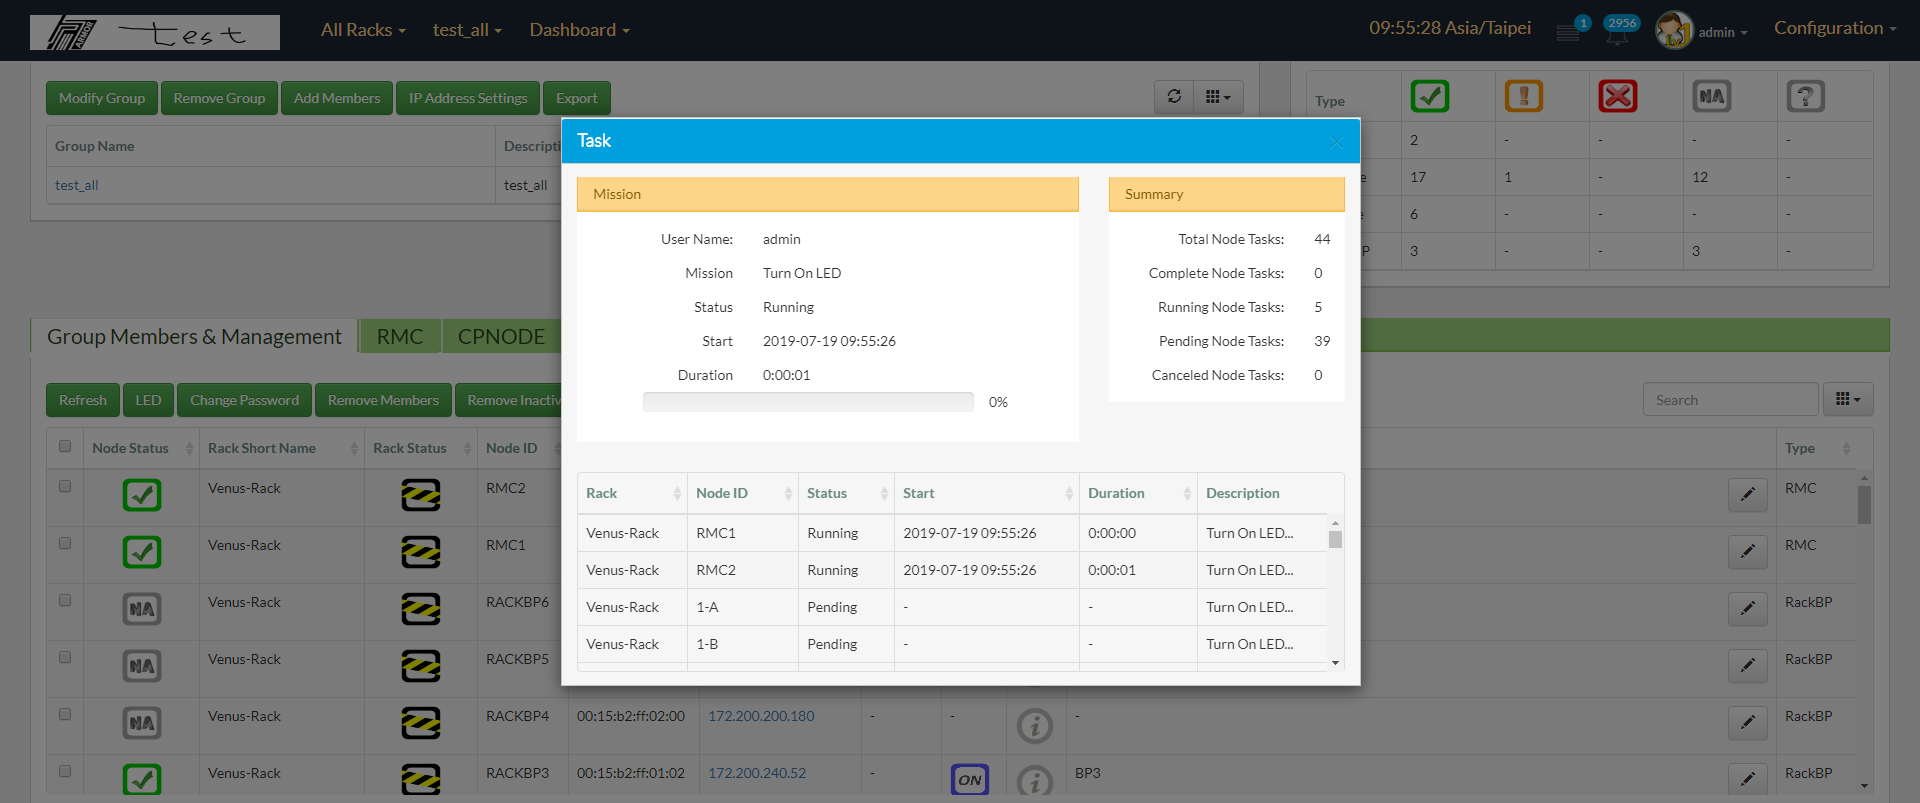 ARMOR test All Racks test_all Dashboard 09:55:28 Asia/Taipei 1 2956 admin Configuration
Modify Group Remove Group Add Members IP Address Settings Export
Group Name
test_all test_all
Type NA ?
2 - - - -
17 1 - 12 -
6 - - - -
3 - - 3 -
Task
Mission
User Name: admin
Mission Turn On LED
Status Running
Start 2019-07-19 09:55:26
Duration 0:00:01
0%
Summary
Total Node Tasks: 44
Complete Node Tasks: 0
Running Node Tasks: 5
Pending Node Tasks: 39
Canceled Node Tasks: 0
Rack Node ID Status Start Duration Description
Venus-Rack RMC1 Running 2019-07-19 09:55:26 0:00:00 Turn On LED...
Venus-Rack RMC2 Running 2019-07-19 09:55:26 0:00:01 Turn On LED...
Venus-Rack 1-A Pending - - Turn On LED...
Venus-Rack 1-B Pending - - Turn On LED...
Group Members & Management RMC CPNODE
Refresh LED Change Password Remove Members Search
Node Status Rack Short Name Rack Status Node ID Type
Venus-Rack RMC2 RMC
Venus-Rack RMC1 RMC
NA Venus-Rack RACKBP6 RackBP
NA Venus-Rack RACKBP5 RackBP
NA Venus-Rack RACKBP4 00:15:b2:ff:02:00 172.200.200.180 - - i - RackBP
Venus-Rack RACKBP3 00:15:b2:ff:01:02 172.200.240.52 - ON i BP3 RackBP